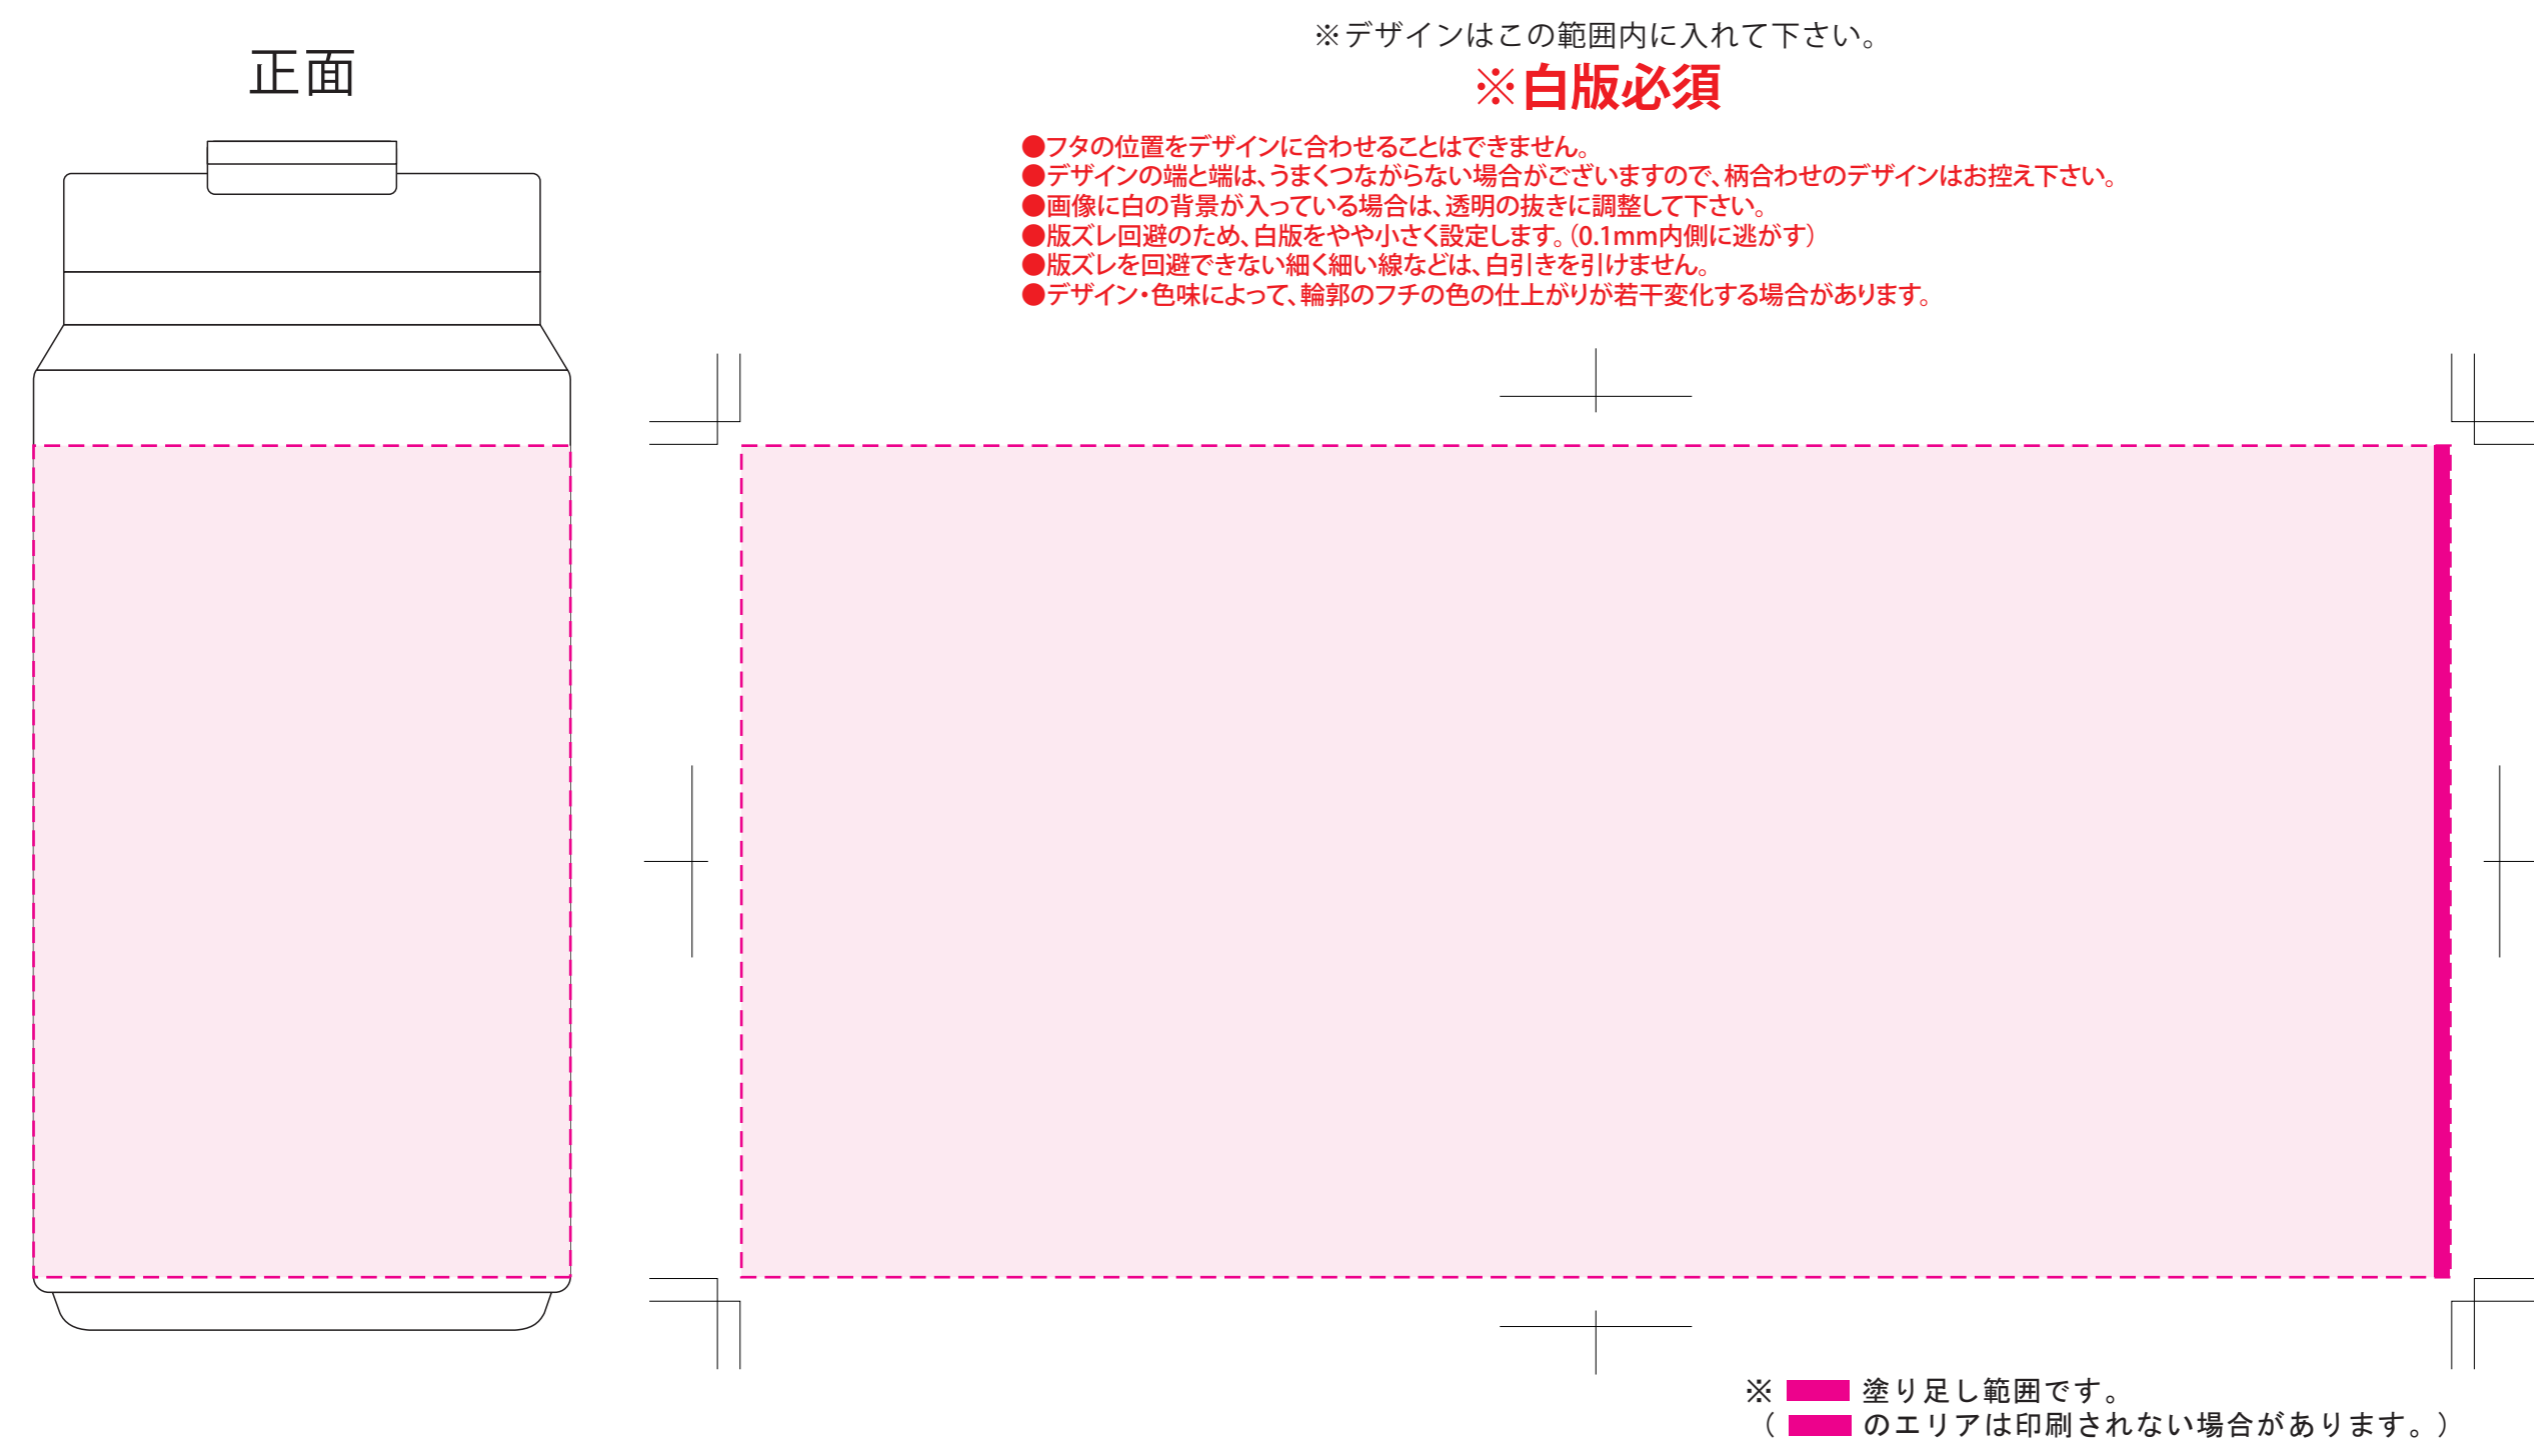 正面
※デザインはこの範囲内に入れて下さい。
※白版必須
●フタの位置をデザインに合わせることはできません。
●デザインの端と端は、うまくつながらない場合がございますので、柄合わせのデザインはお控え下さい。
●画像に白の背景が入っている場合は、透明の抜きに調整して下さい。
●版ズレ回避のため、白版をやや小さく設定します。（0.1mm内側に逃がす）
●版ズレを回避できない細く細い線などは、白引きを引けません。
●デザイン・色味によって、輪郭のフチの色の仕上がりが若干変化する場合があります。
※ 塗り足し範囲です。
（ のエリアは印刷されない場合があります。）